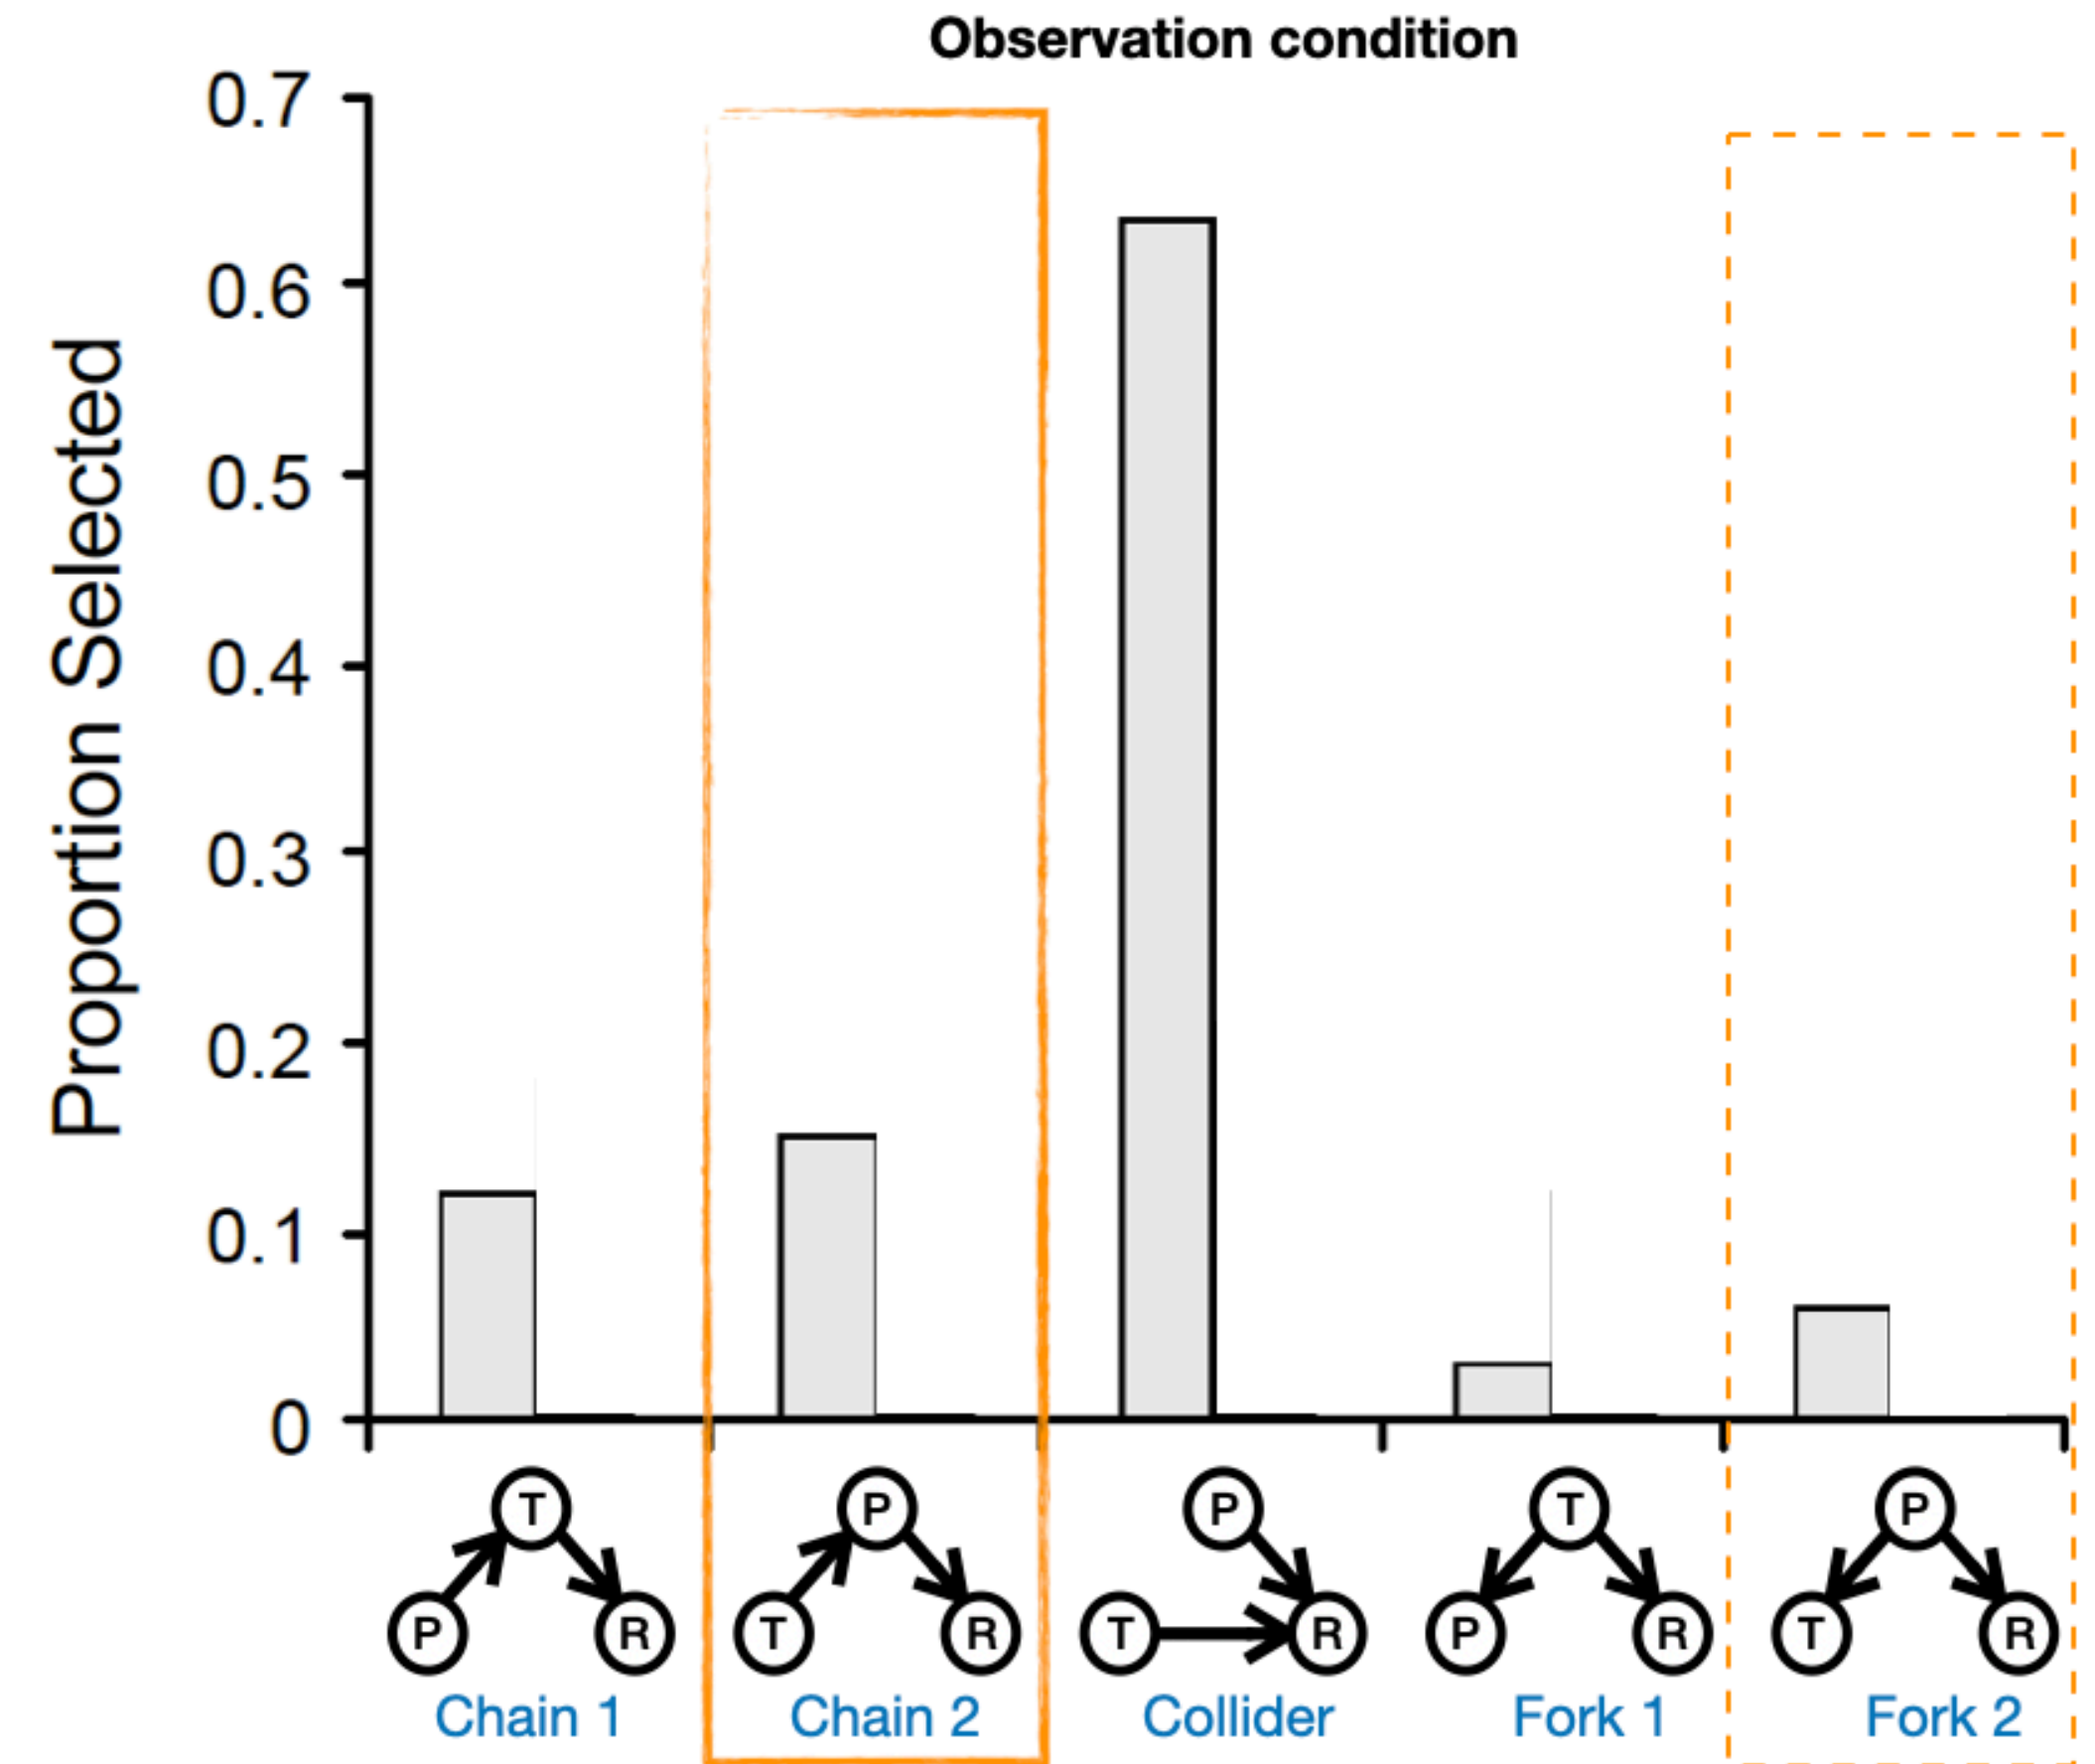 Observation condition
Proportion Selected
0.7
0.6
0.5
0.4
0.3
0.2
0.1
0
T P P T P
P R T R T R P R T R
Chain 1 Chain 2 Collider Fork 1 Fork 2